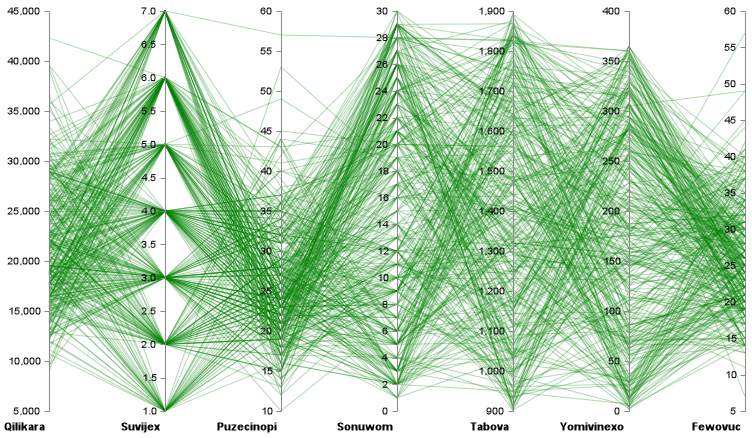 45,000 7.0 60 30 1,900 400 60
40,000 6.5 55 28 1,800 350 55
35,000 6.0 50 26 1,700 300 50
30,000 5.5 45 24 1,600 250 45
25,000 5.0 40 22 1,500 200 40
20,000 4.5 35 20 1,400 150 35
15,000 4.0 30 18 1,300 100 30
10,000 3.5 25 16 1,200 50 25
5,000 3.0 20 14 1,100 0 20
2.5 15 12 1,000 15
2.0 10 10 900 10
1.5 8 5
1.0 6
4
2
0
Qilikara Suvijex Puzecinopi Sonuwom Tabova Yomivinexo Fewovuc